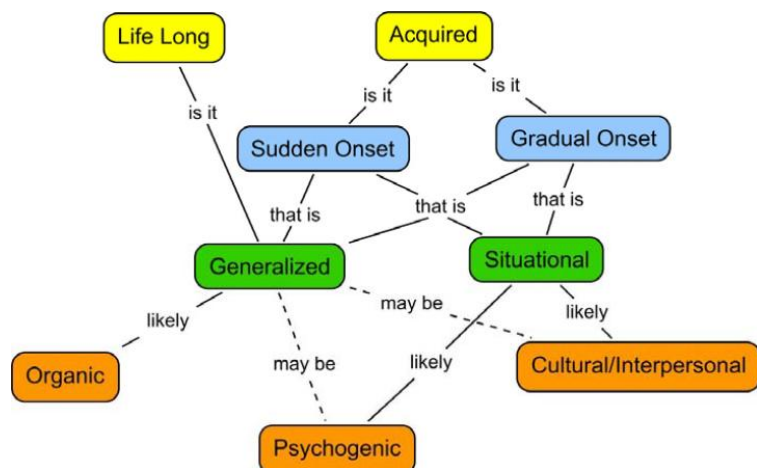 Life Long
Acquired
is it
is it
is it
Sudden Onset
Gradual Onset
that is
that is
that is
Generalized
Situational
likely
may be
likely
may be
likely
Organic
Cultural/Interpersonal
Psychogenic